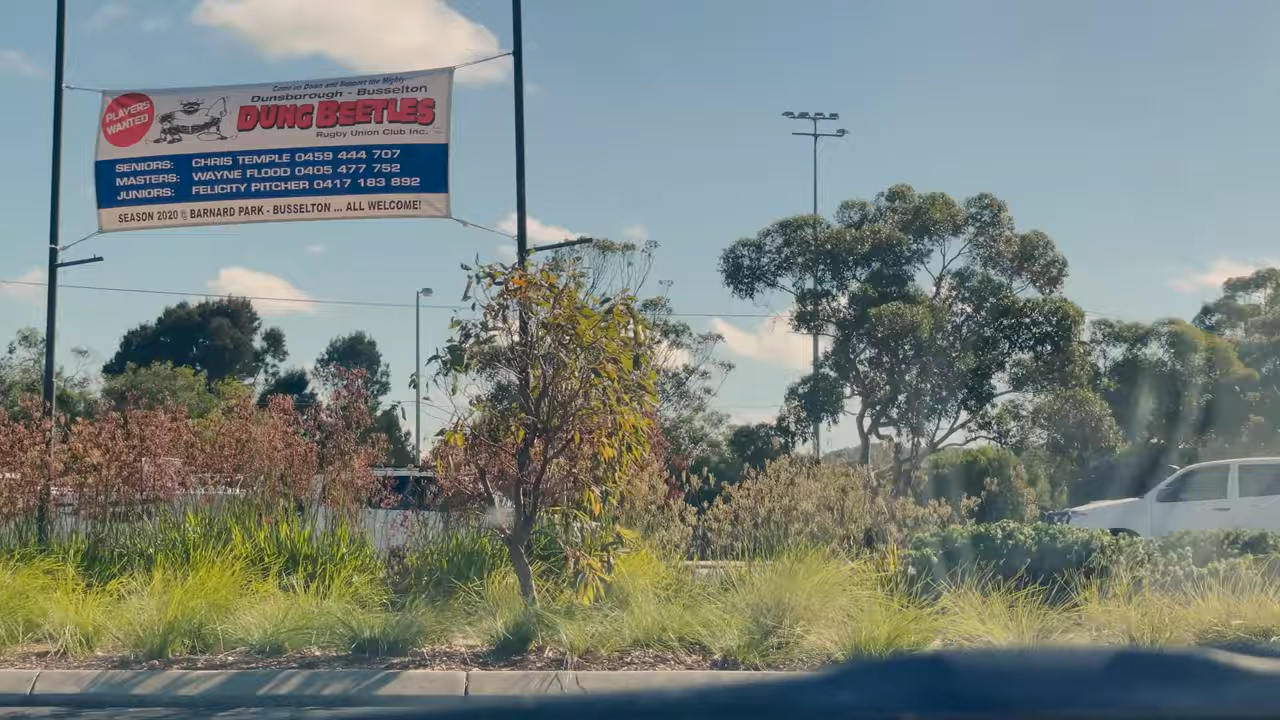 Come on Down and Support the Mighty
Dunsborough - Busselton
PLAYERS WANTED
DUNG BEETLES
Rugby Union Club Inc.
SENIORS: CHRIS TEMPLE 0459 444 707
MASTERS: WAYNE FLOOD 0405 477 752
JUNIORS: FELICITY PITCHER 0417 183 892
SEASON 2020 @ BARNARD PARK - BUSSELTON ... ALL WELCOME!